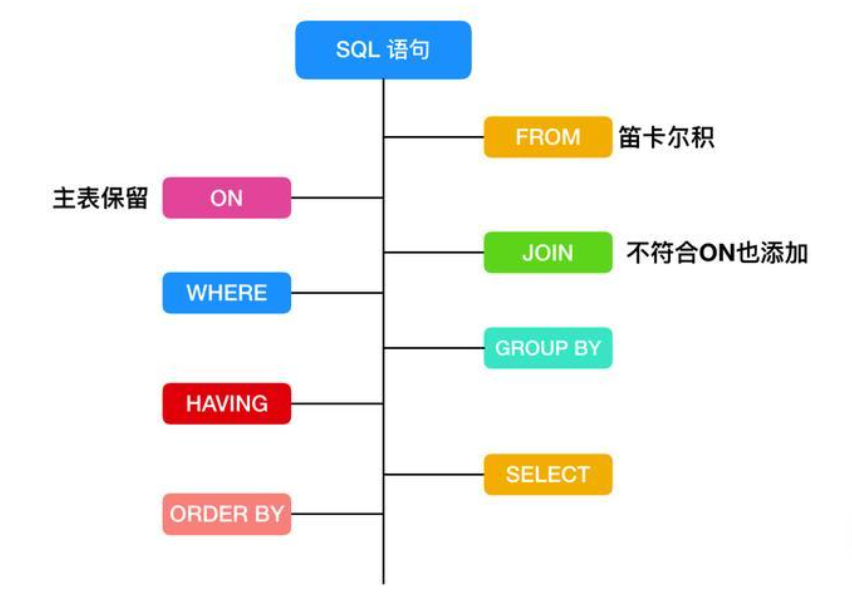 SQL 语句
FROM 笛卡尔积
主表保留 ON
JOIN 不符合ON也添加
WHERE
GROUP BY
HAVING
SELECT
ORDER BY